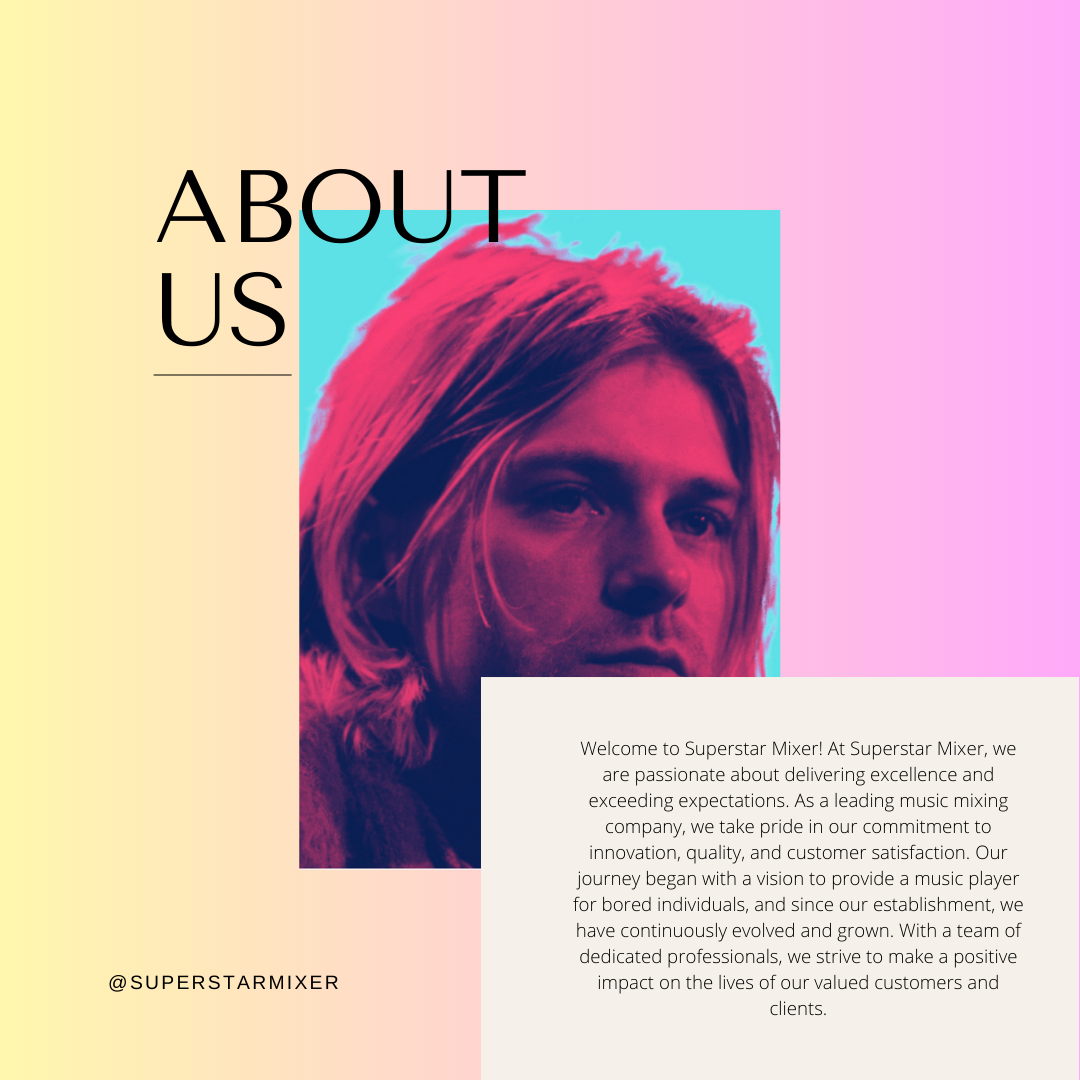 ABOUT
US
Welcome to Superstar Mixer! At Superstar Mixer, we
are passionate about delivering excellence and
exceeding expectations. As a leading music mixing
company, we take pride in our commitment to
innovation, quality, and customer satisfaction. Our
journey began with a vision to provide a music player
for bored individuals, and since our establishment, we
have continuously evolved and grown. With a team of
dedicated professionals, we strive to make a positive
impact on the lives of our valued customers and
clients.
@SUPERSTARMIXER